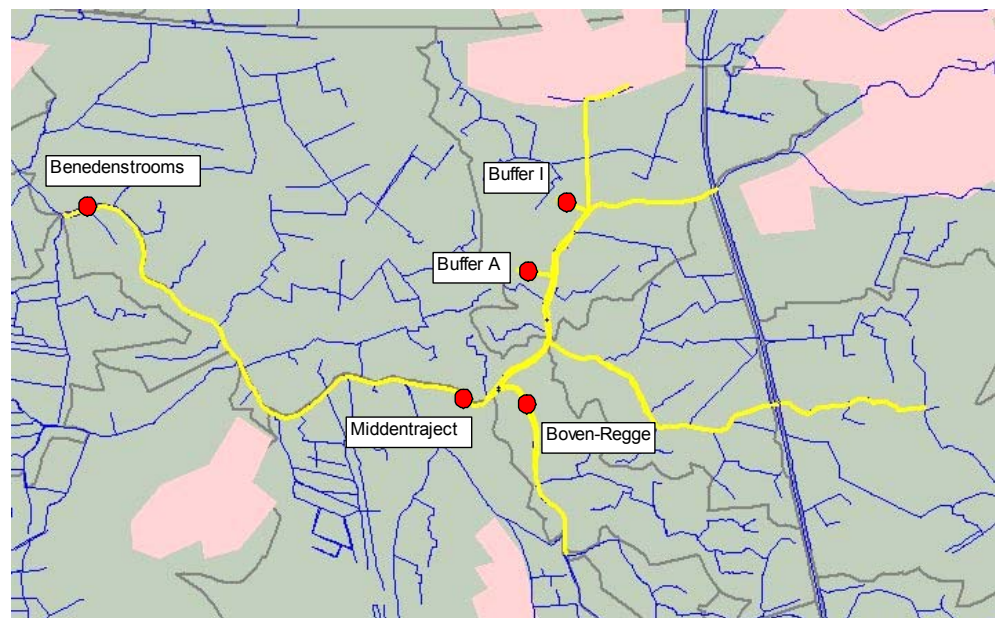 Benedenstrooms
Buffer I
Buffer A
Middentraject
Boven-Regge